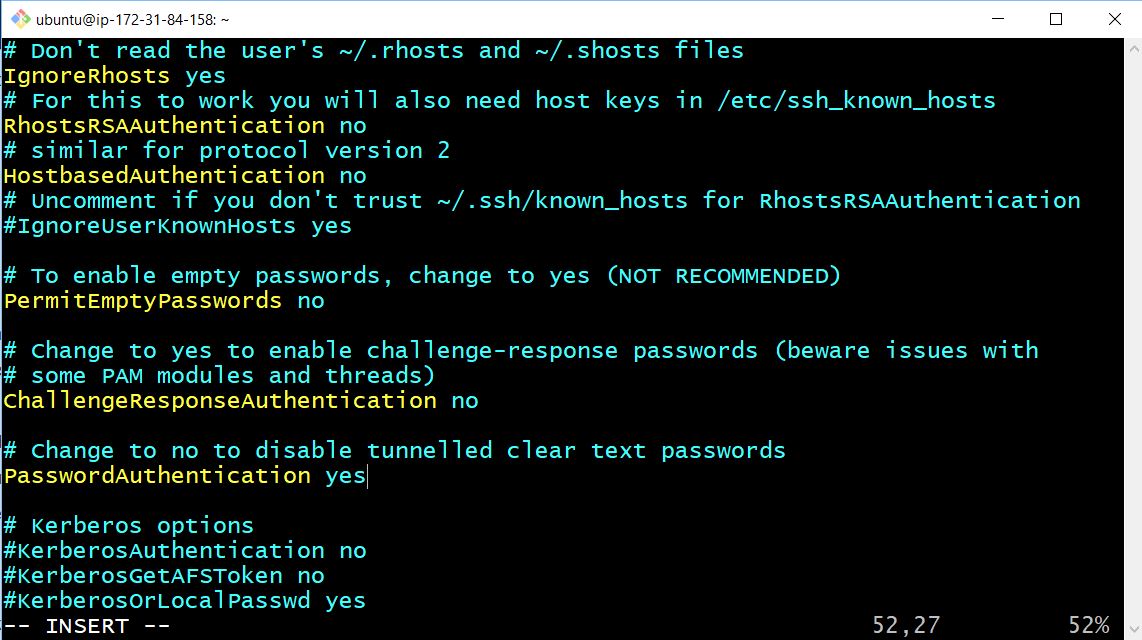 ubuntu@ip-172-31-84-158: ~
# Don't read the user's ~/.rhosts and ~/.shosts files
IgnoreRhosts yes
# For this to work you will also need host keys in /etc/ssh_known_hosts
RhostsRSAAuthentication no
# similar for protocol version 2
HostbasedAuthentication no
# Uncomment if you don't trust ~/.ssh/known_hosts for RhostsRSAAuthentication
#IgnoreUserKnownHosts yes
# To enable empty passwords, change to yes (NOT RECOMMENDED)
PermitEmptyPasswords no
# Change to yes to enable challenge-response passwords (beware issues with
# some PAM modules and threads)
ChallengeResponseAuthentication no
# Change to no to disable tunnelled clear text passwords
PasswordAuthentication yes
# Kerberos options
#KerberosAuthentication no
#KerberosGetAFSToken no
#KerberosOrLocalPasswd yes
-- INSERT -- 52,27 52%